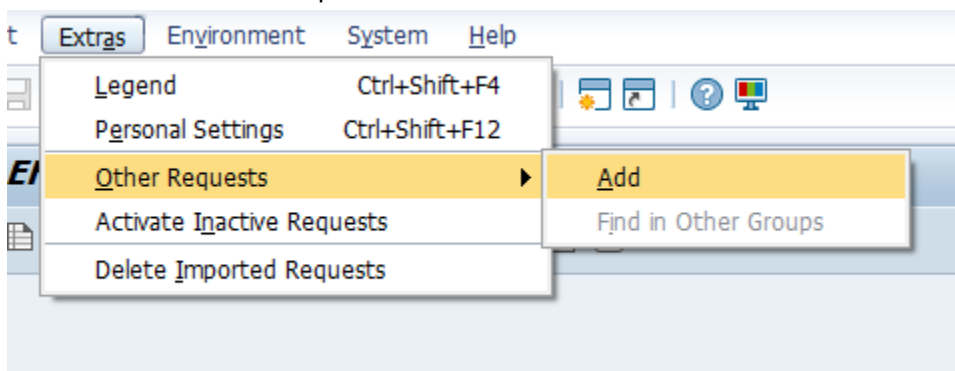 t Extras Environment System Help
Legend Ctrl+Shift+F4
Personal Settings Ctrl+Shift+F12
Other Requests Add
Activate Inactive Requests Find in Other Groups
Delete Imported Requests